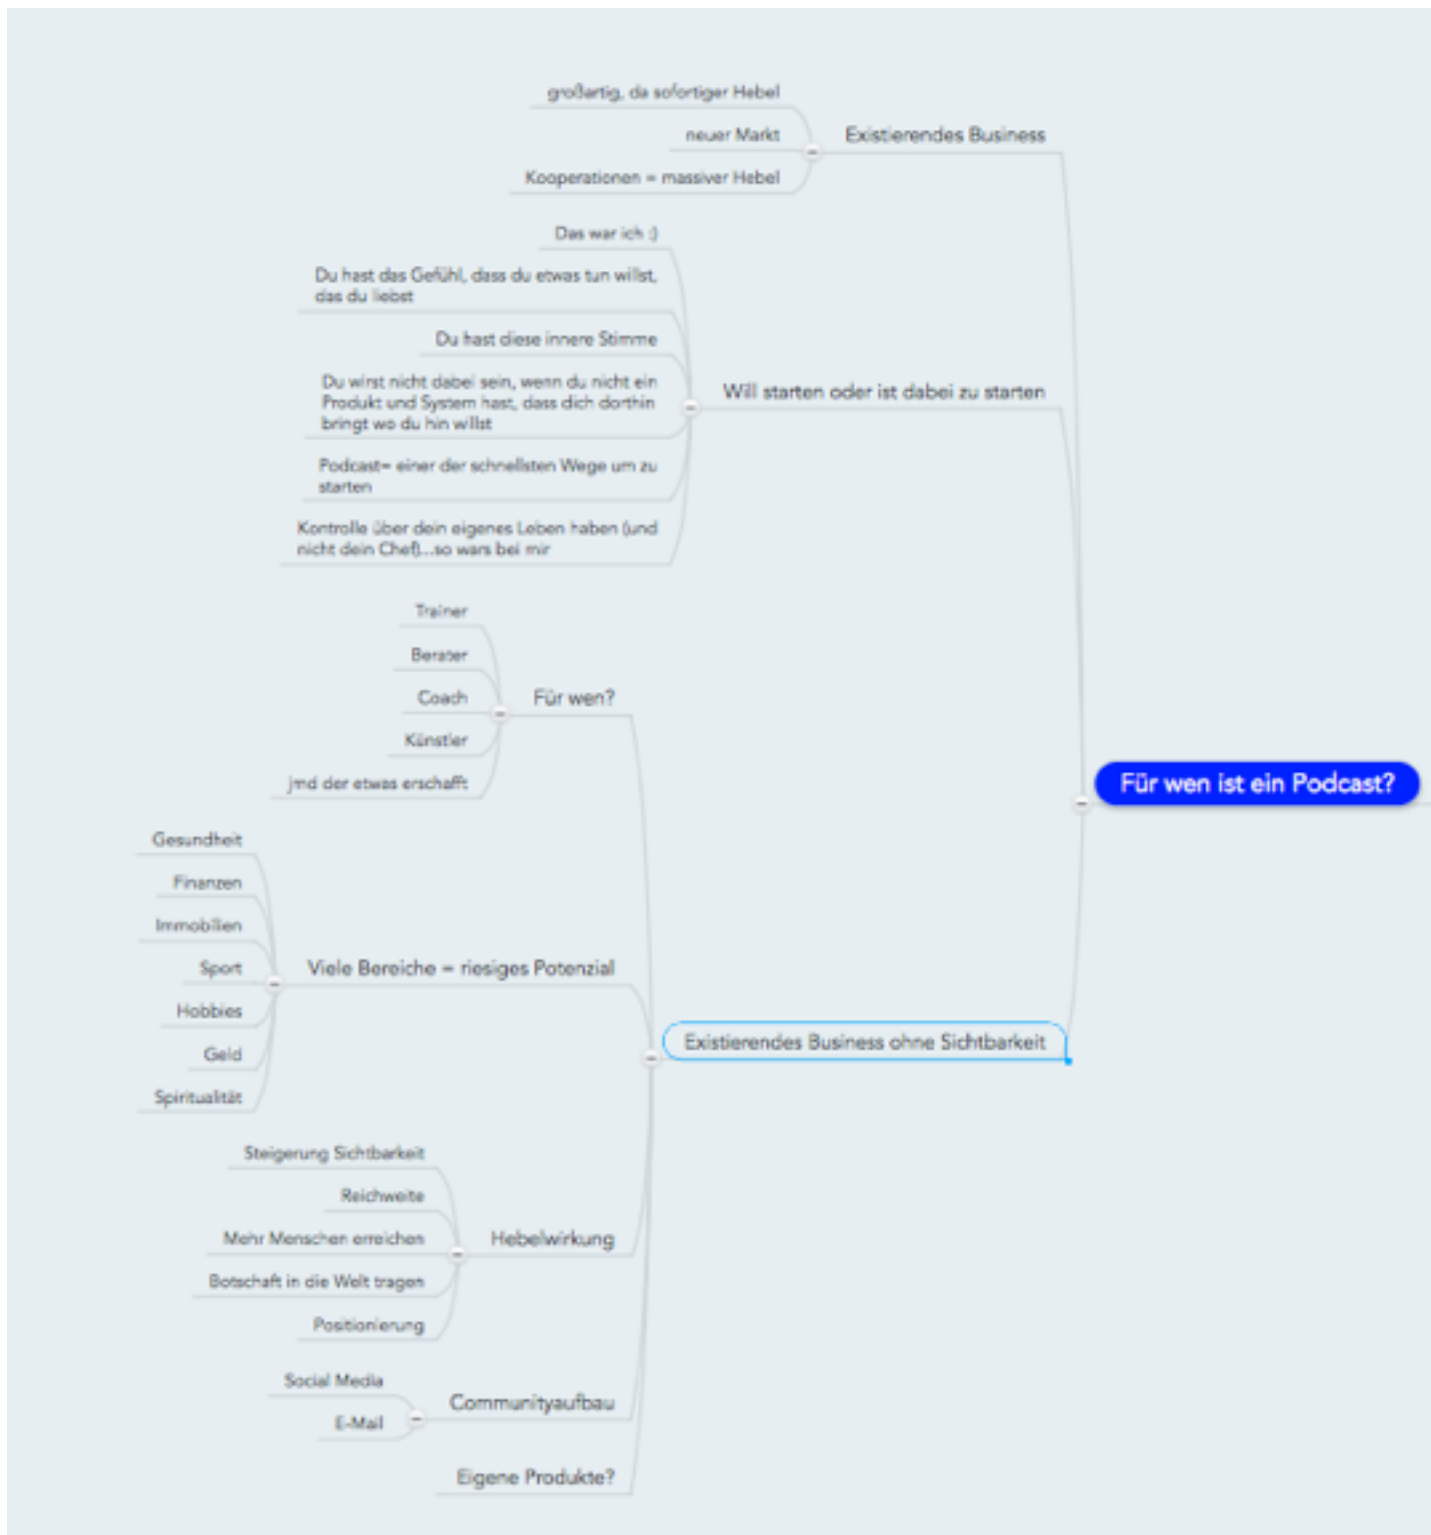 großartig, da sofortiger Hebel
neuer Markt
Kooperationen = massiver Hebel
Existierendes Business
Das war ich :)
Du hast das Gefühl, dass du etwas tun willst,
das du liebst
Du hast diese innere Stimme
Du wirst nicht dabei sein, wenn du nicht ein
Produkt und System hast, dass dich dorthin
bringt wo du hin willst
Podcast= einer der schnellsten Wege um zu
starten
Kontrolle über dein eigenes Leben haben (und
nicht dein Chef)...so wars bei mir
Will starten oder ist dabei zu starten
Trainer
Berater
Coach
Künstler
jmd der etwas erschafft
Für wen?
Für wen ist ein Podcast?
Gesundheit
Finanzen
Immobilien
Sport
Hobbies
Geld
Spiritualität
Viele Bereiche = riesiges Potenzial
Existierendes Business ohne Sichtbarkeit
Steigerung Sichtbarkeit
Reichweite
Mehr Menschen erreichen
Botschaft in die Welt tragen
Positionierung
Hebelwirkung
Social Media
E-Mail
Communityaufbau
Eigene Produkte?